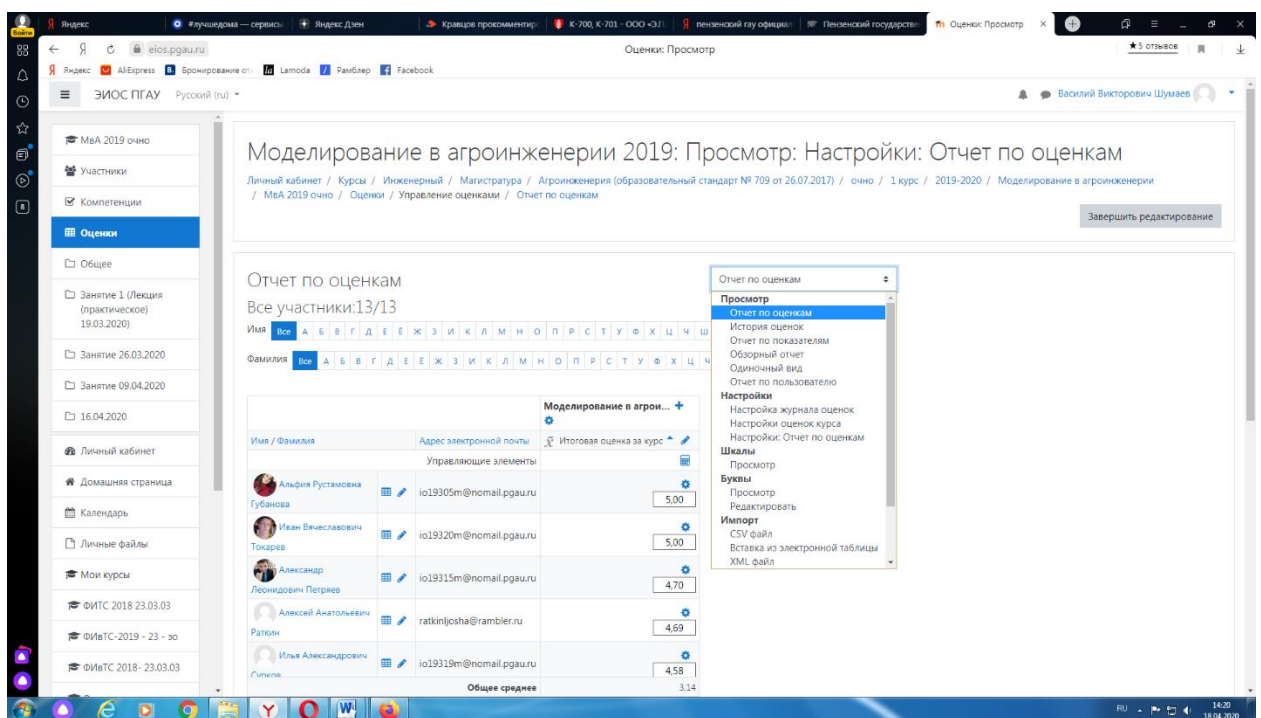 Войти
Яндекс
#лучшедома — сервисы
Яндекс Дзен
Кравцов прокомментир
К-700, К-701 - ООО «ЭЛ
пензенский гау официал
Пензенский государстве
Оценки: Просмотр
eios.pgau.ru
Оценки: Просмотр
★5 отзывов
Яндекс AliExpress Бронирование от Lamoda Рамблер Facebook
ЭИОС ПГАУ Русский (ru)
Василий Викторович Шумаев
МвА 2019 очно
Участники
Компетенции
Оценки
Общее
Занятие 1 (Лекция
(практическое)
19.03.2020)
Занятие 26.03.2020
Занятие 09.04.2020
16.04.2020
Личный кабинет
Домашняя страница
Календарь
Личные файлы
Мои курсы
ФИТС 2018 23.03.03
ФИвТС-2019 - 23 - зо
ФИвТС 2018- 23.03.03
Моделирование в агроинженерии 2019: Просмотр: Настройки: Отчет по оценкам
Личный кабинет / Курсы / Инженерный / Магистратура / Агроинженерия (образовательный стандарт № 709 от 26.07.2017) / очно / 1 курс / 2019-2020 / Моделирование в агроинженерии
/ МвА 2019 очно / Оценки / Управление оценками / Отчет по оценкам
Завершить редактирование
Отчет по оценкам
Все участники:13/13
Имя Все А Б В Г Д Е Ё Ж З И К Л М Н О П Р С Т У Ф Х Ц Ч Ш
Фамилия Все А Б В Г Д Е Ё Ж З И К Л М Н О П Р С Т У Ф Х Ц Ч
Отчет по оценкам
Просмотр
Отчет по оценкам
История оценок
Отчет по показателям
Обзорный отчет
Одиночный вид
Отчет по пользователю
Настройки
Настройка журнала оценок
Настройки оценок курса
Настройки: Отчет по оценкам
Шкалы
Просмотр
Буквы
Просмотр
Редактировать
Импорт
CSV файл
Вставка из электронной таблицы
XML файл
Моделирование в агрои...
Имя / Фамилия Адрес электронной почты Итоговая оценка за курс
Управляющие элементы
Альфия Рустамовна
Губанова io19305m@nomail.pgau.ru 5,00
Иван Вячеславович
Токарев io19320m@nomail.pgau.ru 5,00
Александр
Леонидович Петряев io19315m@nomail.pgau.ru 4,70
Алексей Анатольевич
Раткин ratkinljosha@rambler.ru 4,69
Илья Александрович
Сурков io19319m@nomail.pgau.ru 4,58
Общее среднее 3,14
RU
14:20
18.04.2020